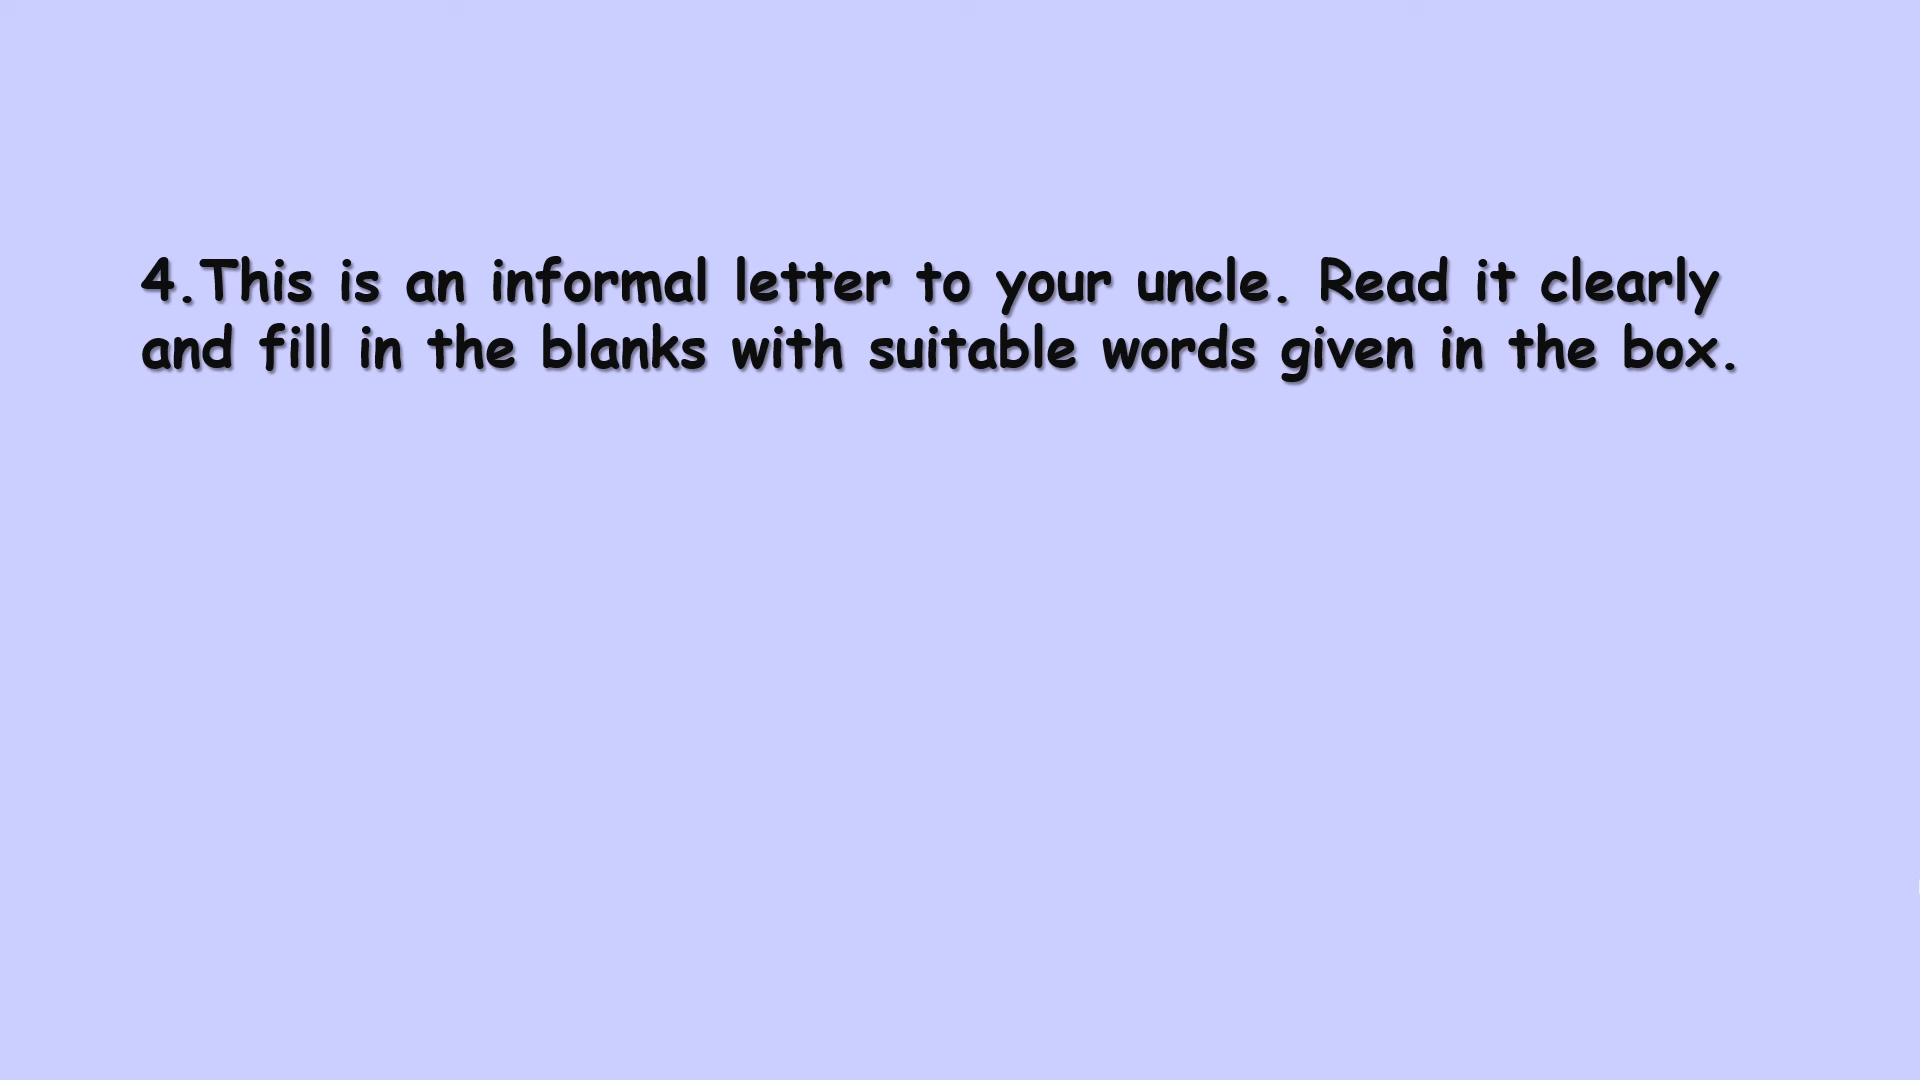 4.This is an informal letter to your uncle. Read it clearly
and fill in the blanks with suitable words given in the box.